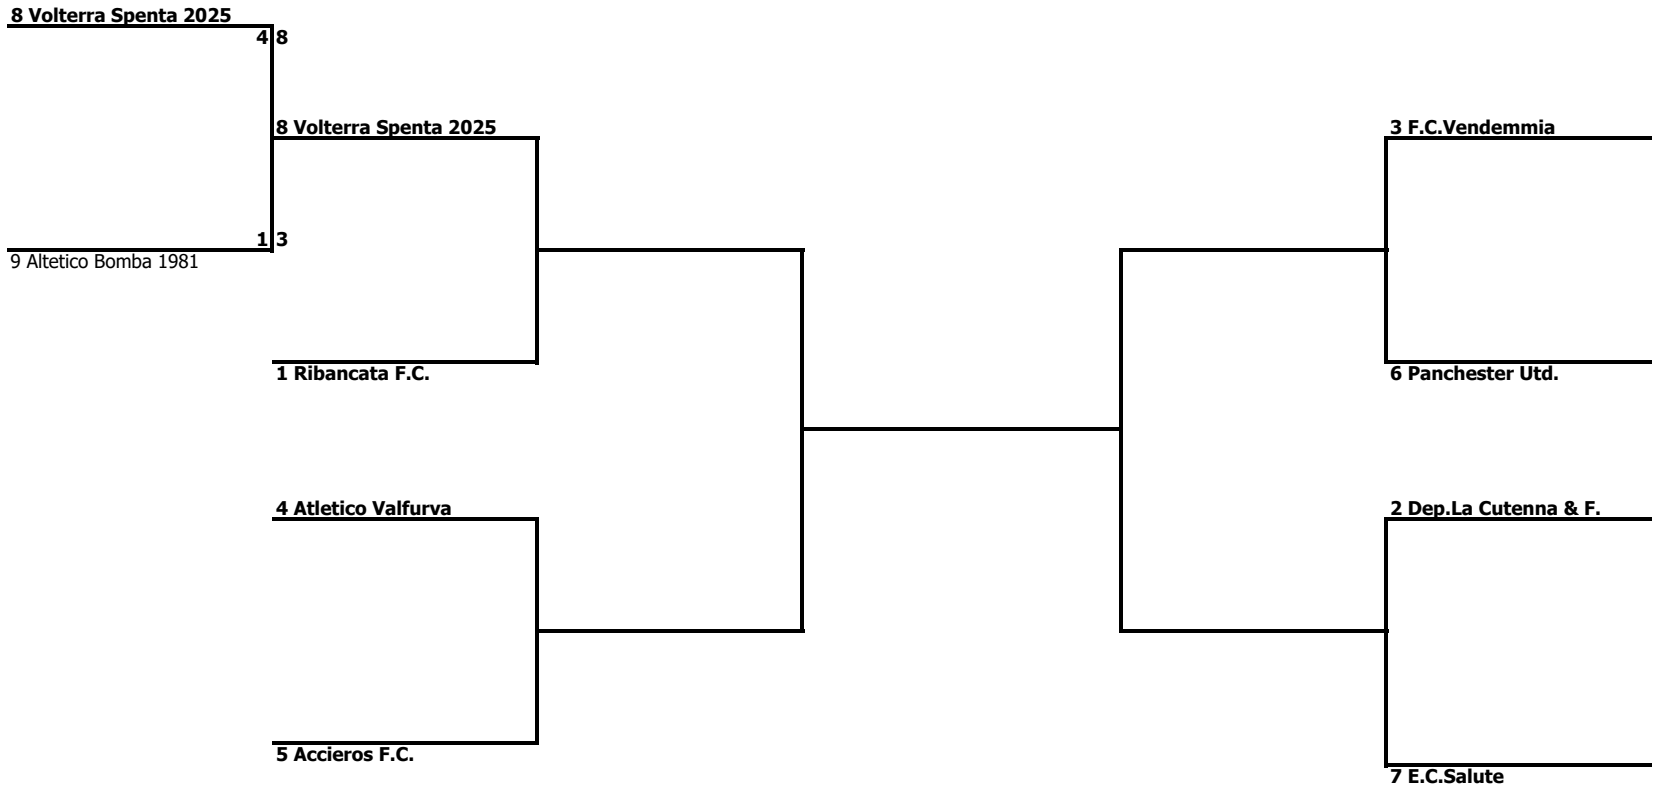 8 Volterra Spenta 2025
4 8
8 Volterra Spenta 2025
3 F.C.Vendemmia
1 3
9 Altetico Bomba 1981
1 Ribancata F.C.
6 Panchester Utd.
4 Atletico Valfurva
2 Dep.La Cutenna & F.
5 Accieros F.C.
7 E.C.Salute